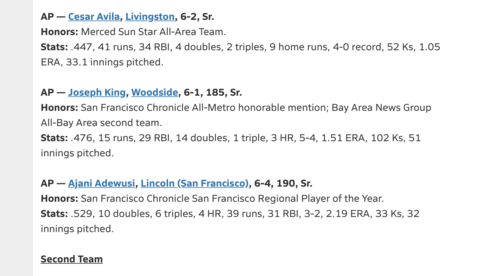 AP — Cesar Avila, Livingston, 6-2, Sr.
Honors: Merced Sun Star All-Area Team.
Stats: .447, 41 runs, 34 RBI, 4 doubles, 2 triples, 9 home runs, 4-0 record, 52 Ks, 1.05
ERA, 33.1 innings pitched.
AP — Joseph King, Woodside, 6-1, 185, Sr.
Honors: San Francisco Chronicle All-Metro honorable mention; Bay Area News Group
All-Bay Area second team.
Stats: .476, 15 runs, 29 RBI, 14 doubles, 1 triple, 3 HR, 5-4, 1.51 ERA, 102 Ks, 51
innings pitched.
AP — Ajani Adewusi, Lincoln (San Francisco), 6-4, 190, Sr.
Honors: San Francisco Chronicle San Francisco Regional Player of the Year.
Stats: .529, 10 doubles, 6 triples, 4 HR, 39 runs, 31 RBI, 3-2, 2.19 ERA, 33 Ks, 32
innings pitched.
Second Team